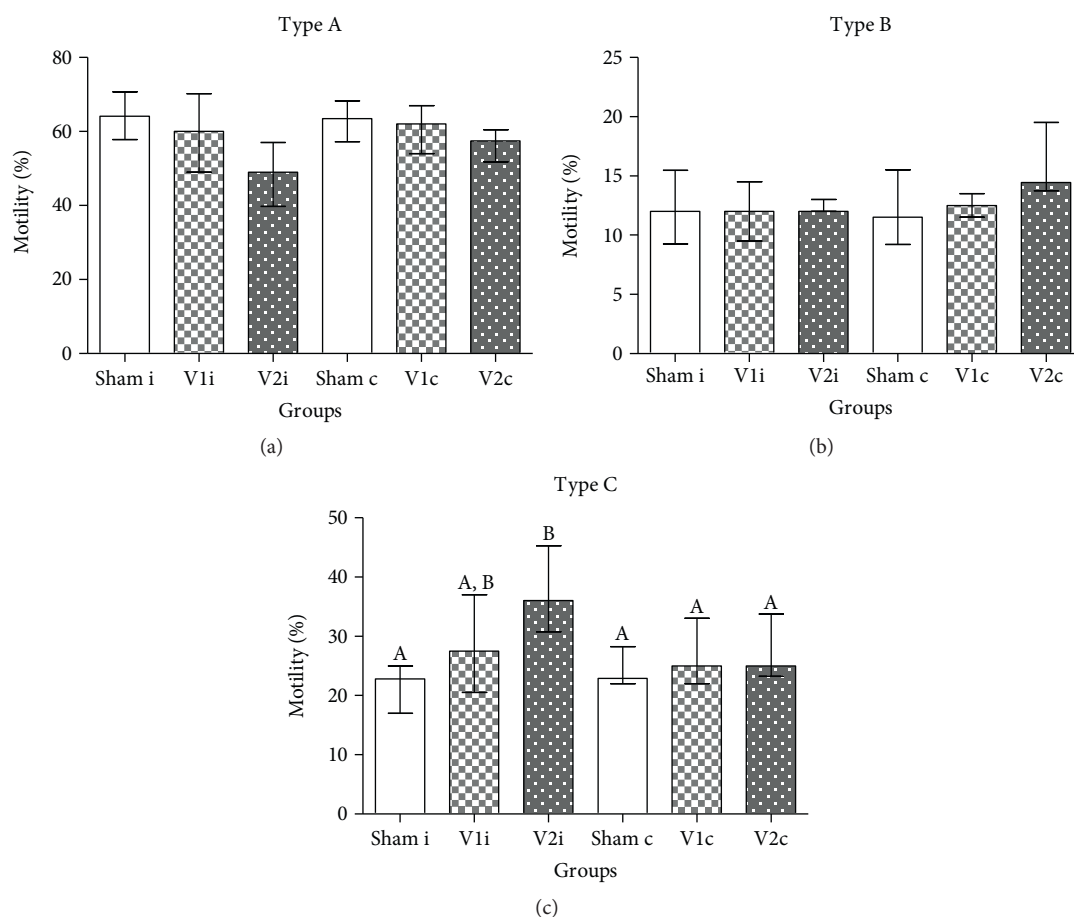 Type A
Motility (%)
80
60
40
20
0
Sham i V1i V2i Sham c V1c V2c
Groups
(a)
Type B
Motility (%)
25
20
15
10
5
0
Sham i V1i V2i Sham c V1c V2c
Groups
(b)
Type C
Motility (%)
50
40
30
20
10
0
A
A, B
B
A
A
A
Sham i V1i V2i Sham c V1c V2c
Groups
(c)